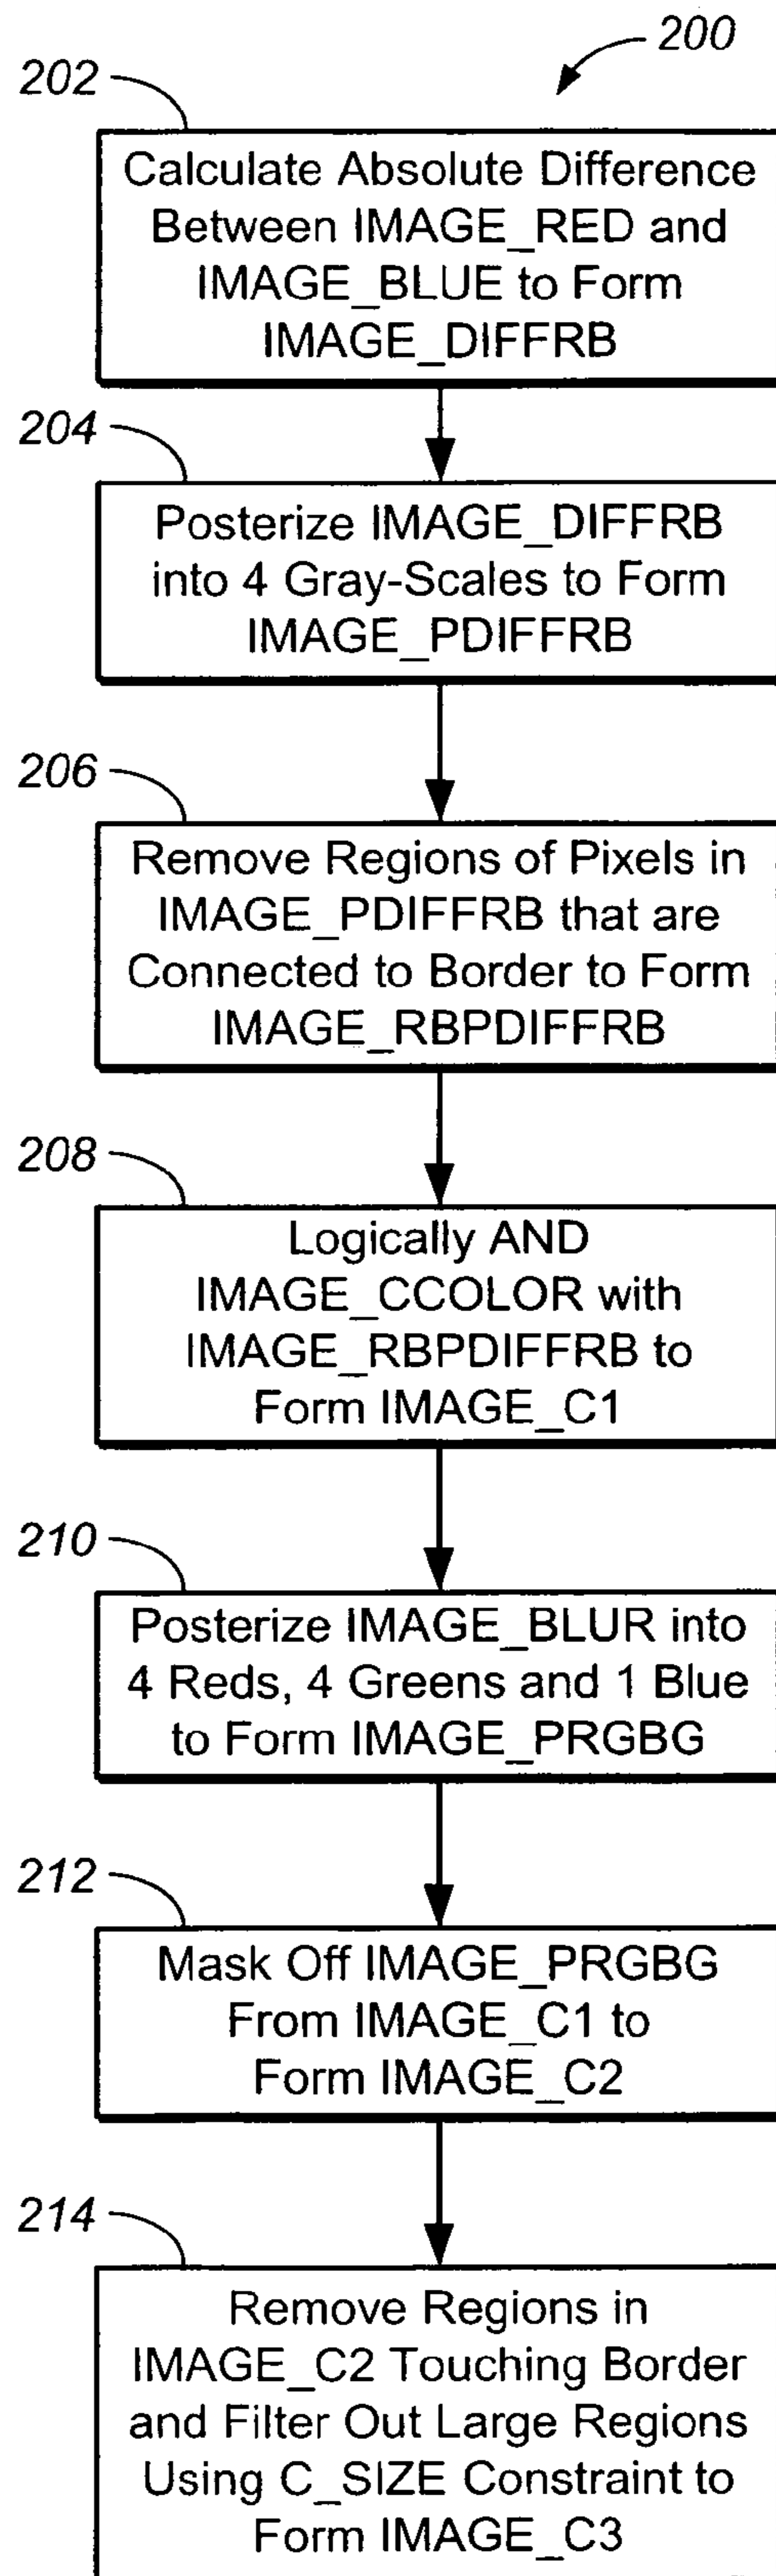 200
202
Calculate Absolute Difference
Between IMAGE_RED and
IMAGE_BLUE to Form
IMAGE_DIFFRB
204
Posterize IMAGE_DIFFRB
into 4 Gray-Scales to Form
IMAGE_PDIFFRB
206
Remove Regions of Pixels in
IMAGE_PDIFFRB that are
Connected to Border to Form
IMAGE_RBPDIFFRB
208
Logically AND
IMAGE_CCOLOR with
IMAGE_RBPDIFFRB to
Form IMAGE_C1
210
Posterize IMAGE_BLUR into
4 Reds, 4 Greens and 1 Blue
to Form IMAGE_PRGBG
212
Mask Off IMAGE_PRGBG
From IMAGE_C1 to
Form IMAGE_C2
214
Remove Regions in
IMAGE_C2 Touching Border
and Filter Out Large Regions
Using C_SIZE Constraint to
Form IMAGE_C3